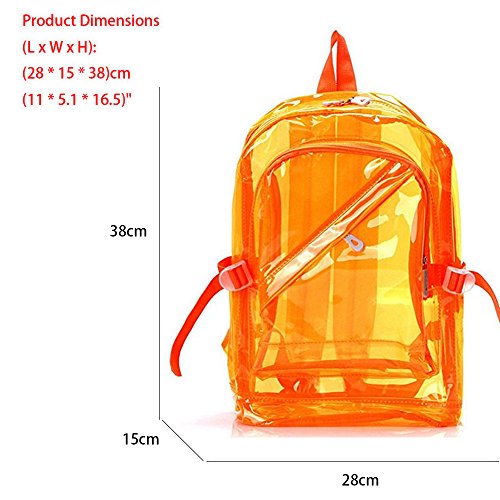 Product Dimensions
(L x W x H):
(28 * 15 * 38)cm
(11 * 5.1 * 16.5)"
38cm
15cm
28cm